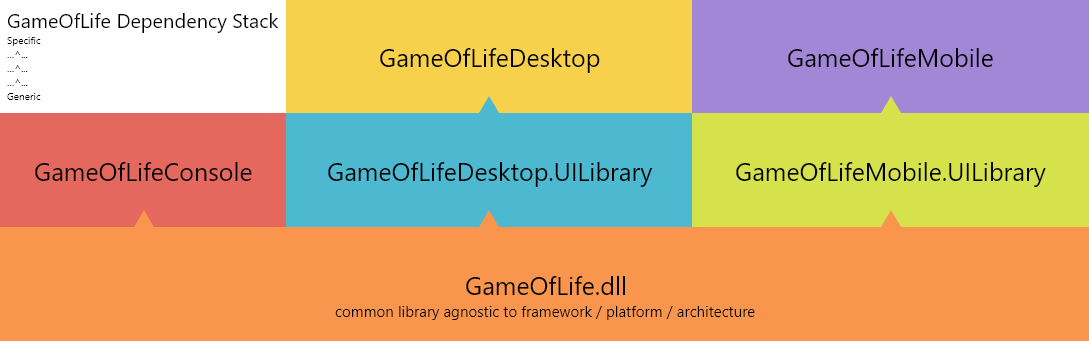 GameOfLife Dependency Stack
Specific
...^...
...^...
...^...
Generic
GameOfLifeDesktop
GameOfLifeMobile
GameOfLifeConsole
GameOfLifeDesktop.UILibrary
GameOfLifeMobile.UILibrary
GameOfLife.dll
common library agnostic to framework / platform / architecture